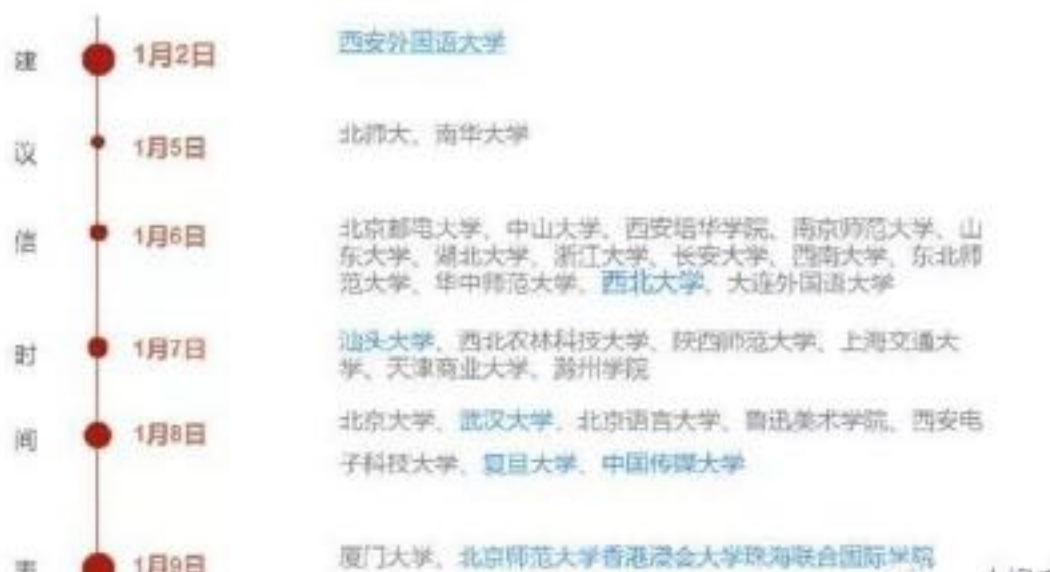 建 1月2日 西安外国语大学
议 1月5日 北师大、南华大学
信 1月6日 北京邮电大学、中山大学、西安培华学院、南京师范大学、山
东大学、湖北大学、浙江大学、长安大学、西南大学、东北师
范大学、华中师范大学、西北大学、大连外国语大学
时 1月7日 汕头大学、西北农林科技大学、陕西师范大学、上海交通大
学、天津商业大学、滁州学院
间 1月8日 北京大学、武汉大学、北京语言大学、鲁迅美术学院、西安电
子科技大学、复旦大学、中国传媒大学
表 1月9日 厦门大学、北京师范大学香港浸会大学珠海联合国际学院